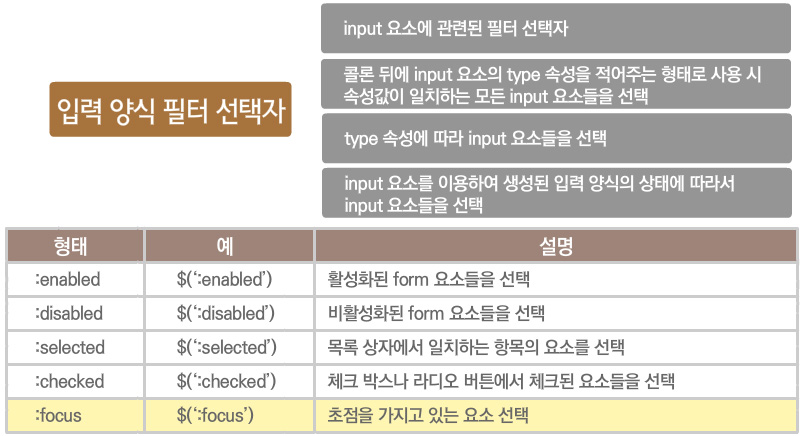 입력 양식 필터 선택자
input 요소에 관련된 필터 선택자
콜론 뒤에 input 요소의 type 속성을 적어주는 형태로 사용 시
속성값이 일치하는 모든 input 요소들을 선택
type 속성에 따라 input 요소들을 선택
input 요소를 이용하여 생성된 입력 양식의 상태에 따라서
input 요소들을 선택
형태 예 설명
:enabled $(‘:enabled’) 활성화된 form 요소들을 선택
:disabled $(‘:disabled’) 비활성화된 form 요소들을 선택
:selected $(‘:selected’) 목록 상자에서 일치하는 항목의 요소를 선택
:checked $(‘:checked’) 체크 박스나 라디오 버튼에서 체크된 요소들을 선택
:focus $(‘:focus’) 초점을 가지고 있는 요소 선택